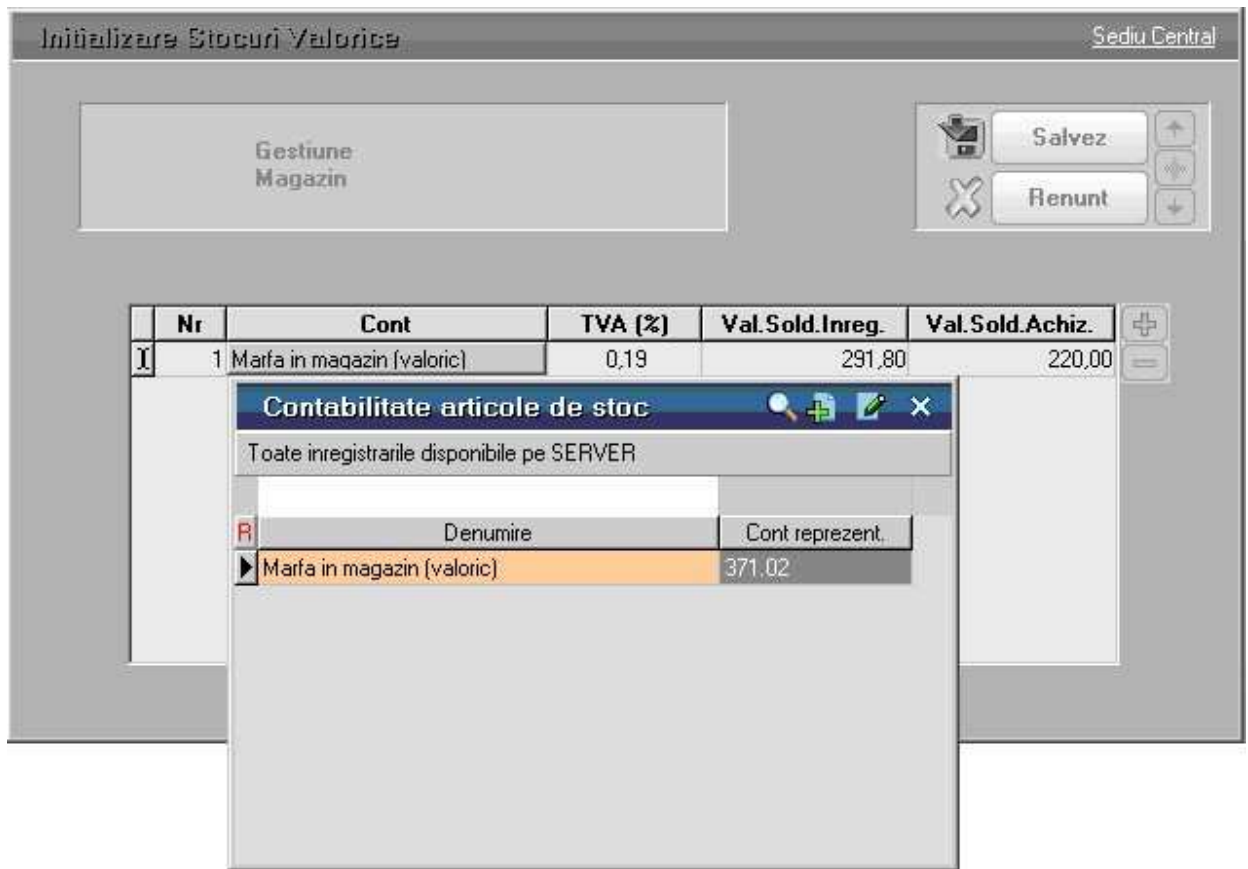 Initializare Stocuri Valorice
Sediu Central
Gestiune
Magazin
Salvez
Renunt
Nr Cont TVA (%) Val.Sold.Inreg. Val.Sold.Achiz.
1 Marfa in magazin (valoric) 0,19 291,80 220,00
Contabilitate articole de stoc
Toate inregistrarile disponibile pe SERVER
R Denumire Cont reprezent.
Marfa in magazin (valoric) 371.02